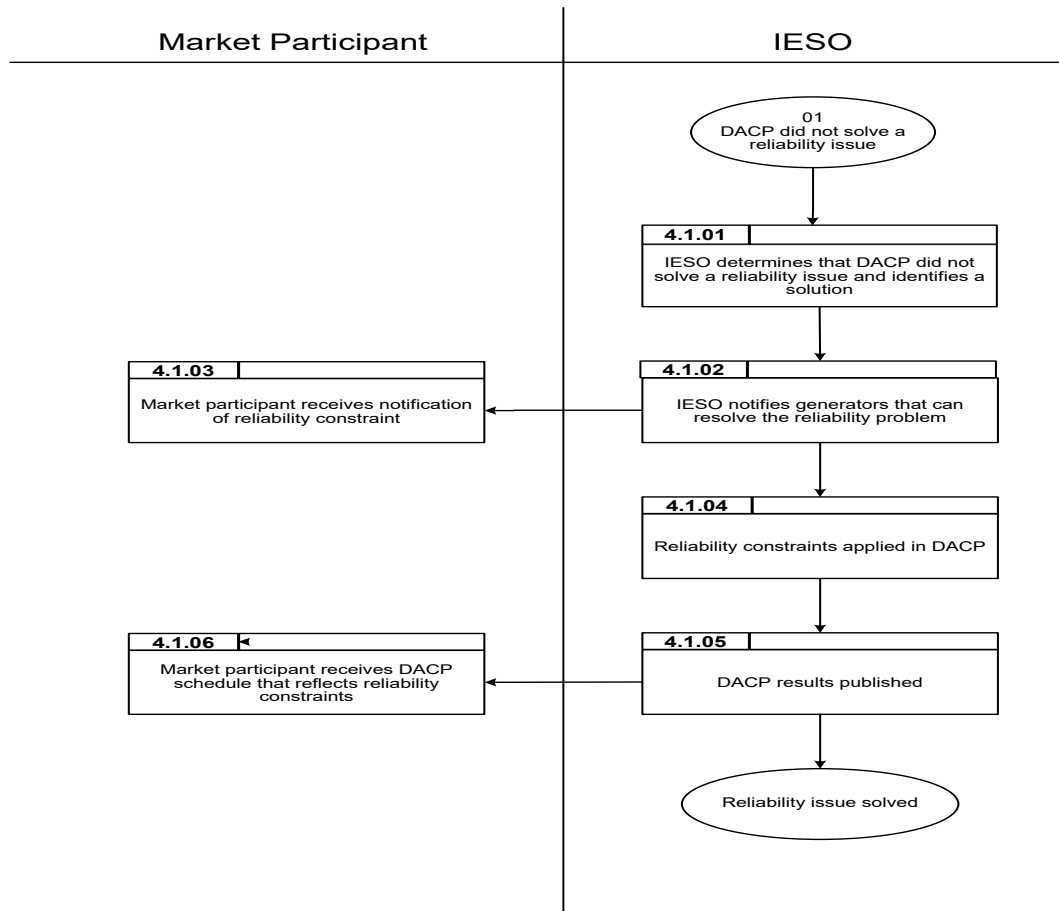 Market Participant
IESO
01
DACP did not solve a
reliability issue
4.1.01
IESO determines that DACP did not
solve a reliability issue and identifies a
solution
4.1.03
Market participant receives notification
of reliability constraint
4.1.02
IESO notifies generators that can
resolve the reliability problem
4.1.04
Reliability constraints applied in DACP
4.1.06
Market participant receives DACP
schedule that reflects reliability
constraints
4.1.05
DACP results published
Reliability issue solved